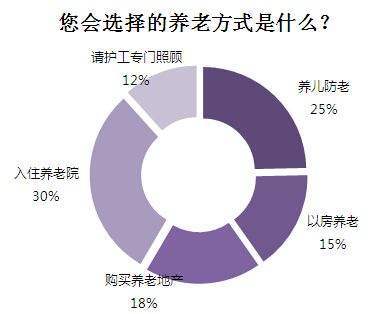 您会选择的养老方式是什么？
请护工专门照顾
12%
养儿防老
25%
入住养老院
30%
以房养老
15%
购买养老地产
18%